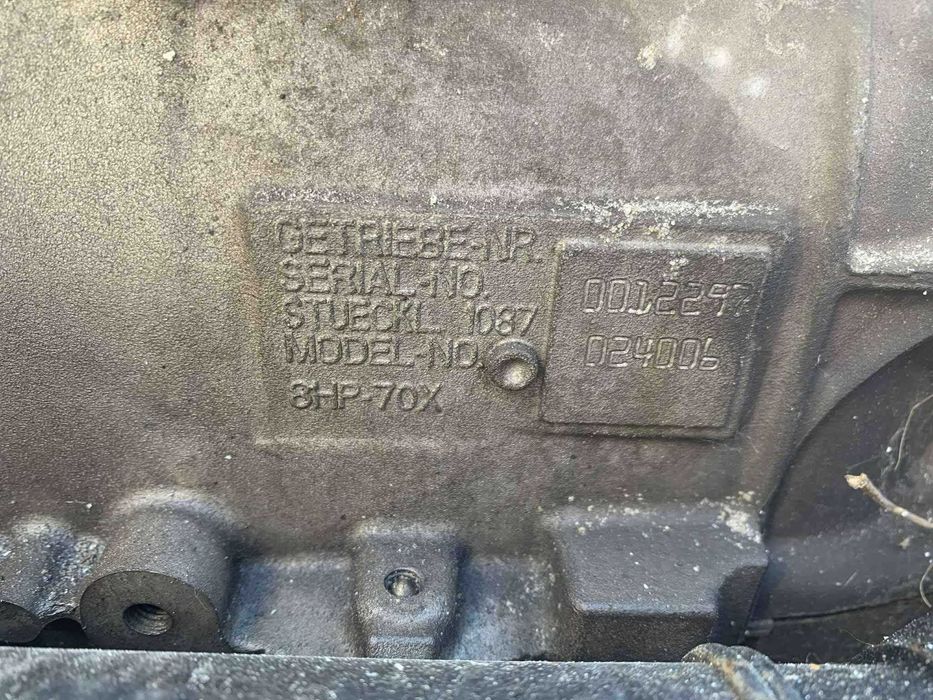 GETRIEBE-NR.
SERIAL-NO. 0012297
STUECKL. 1087
MODEL-NO. 024006
8HP-70X